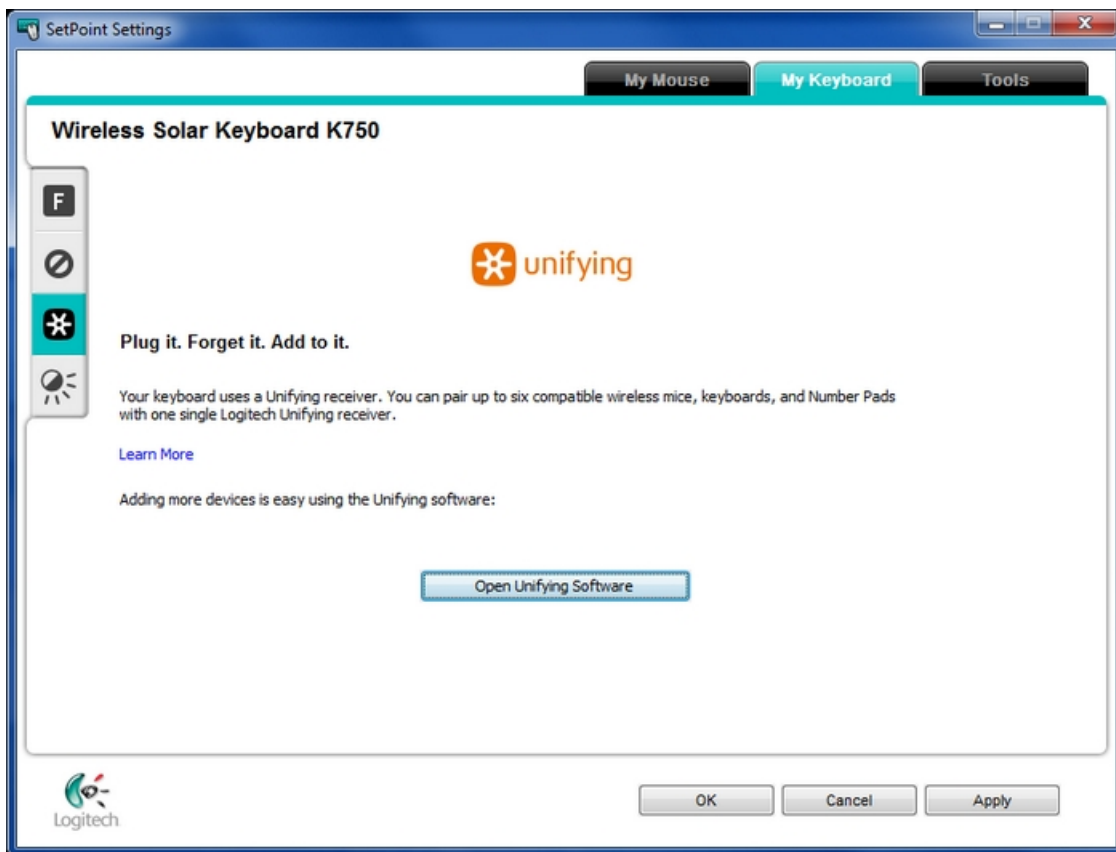 SetPoint Settings
My Mouse
My Keyboard
Tools
Wireless Solar Keyboard K750
F
unifying
Plug it. Forget it. Add to it.
Your keyboard uses a Unifying receiver. You can pair up to six compatible wireless mice, keyboards, and Number Pads
with one single Logitech Unifying receiver.
Learn More
Adding more devices is easy using the Unifying software:
Open Unifying Software
Logitech
OK
Cancel
Apply